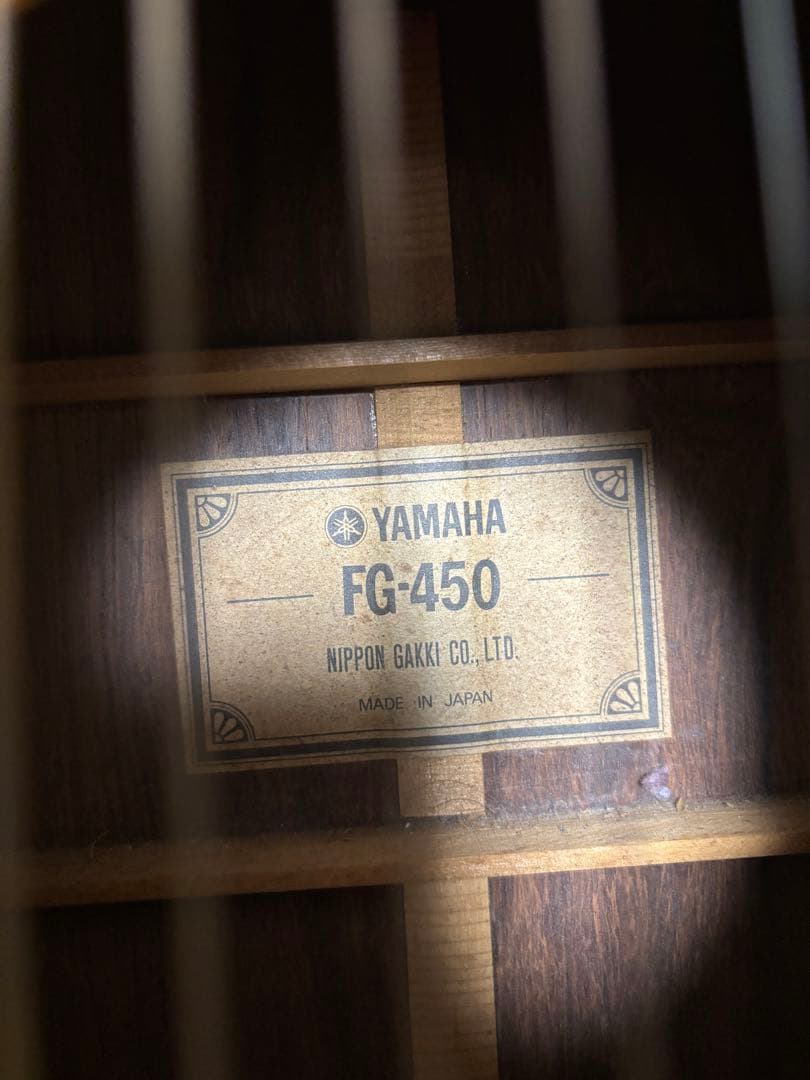 YAMAHA
FG-450
NIPPON GAKKI CO., LTD.
MADE IN JAPAN